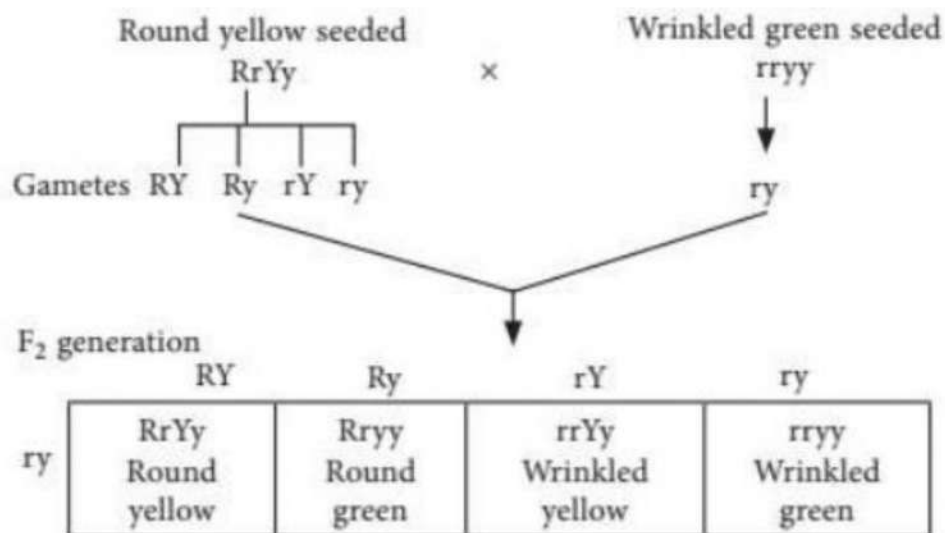 Round yellow seeded
Wrinkled green seeded
RrYy
×
rryy
Gametes RY Ry rY ry
ry
F₂ generation
RY Ry rY ry
ry
RrYy
Round
yellow
Rryy
Round
green
rrYy
Wrinkled
yellow
rryy
Wrinkled
green